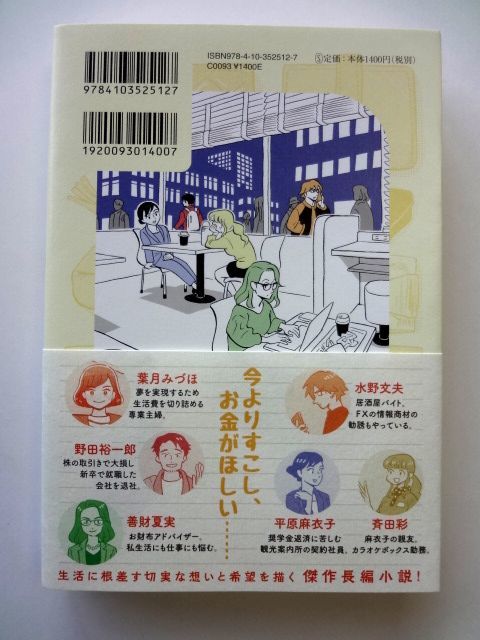 ISBN978-4-10-352512-7
C0093 ¥1400E
Ⓢ定価：本体1400円(税別)
9784103525127
1920093014007
今よりすこし、
お金がほしい……
葉月みづほ
夢を実現するため
生活費を切り詰める
専業主婦。
水野文夫
居酒屋バイト。
FXの情報商材の
勧誘もやっている。
野田裕一郎
株の取引きで大損し
新卒で就職した
会社を退社。
善財夏実
お財布アドバイザー。
私生活にも仕事にも悩む。
平原麻衣子
奨学金返済に苦しむ
観光案内所の契約社員。
斉田彩
麻衣子の親友。
カラオケボックス勤務。
生活に根差す切実な想いと希望を描く 傑作長編小説！